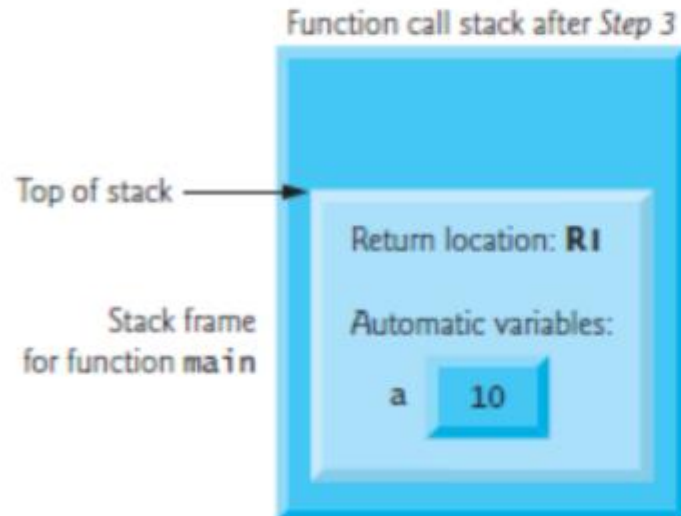 Function call stack after Step 3
Top of stack
Return location: R1
Stack frame
for function main
Automatic variables:
a 10